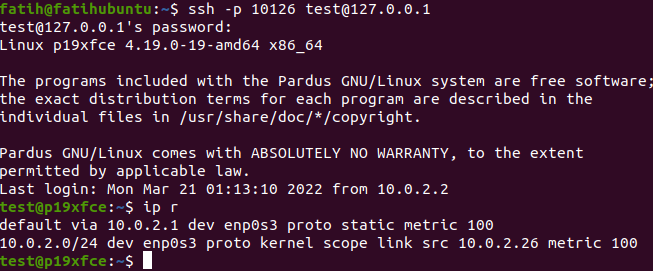 fatih@fatihubuntu:~$ ssh -p 10126 test@127.0.0.1
test@127.0.0.1's password:
Linux p19xfce 4.19.0-19-amd64 x86_64
The programs included with the Pardus GNU/Linux system are free software;
the exact distribution terms for each program are described in the
individual files in /usr/share/doc/*/copyright.
Pardus GNU/Linux comes with ABSOLUTELY NO WARRANTY, to the extent
permitted by applicable law.
Last login: Mon Mar 21 01:13:10 2022 from 10.0.2.2
test@p19xfce:~$ ip r
default via 10.0.2.1 dev enp0s3 proto static metric 100
10.0.2.0/24 dev enp0s3 proto kernel scope link src 10.0.2.26 metric 100
test@p19xfce:~$